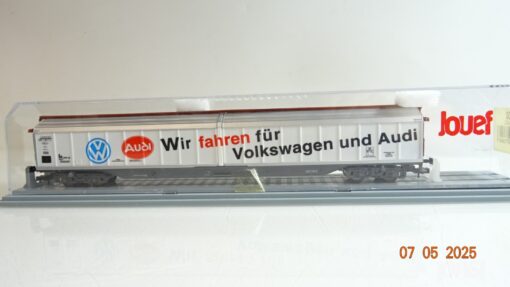 Jouef
VW
Audi
Wir fahren für
Volkswagen und Audi
07 05 2025